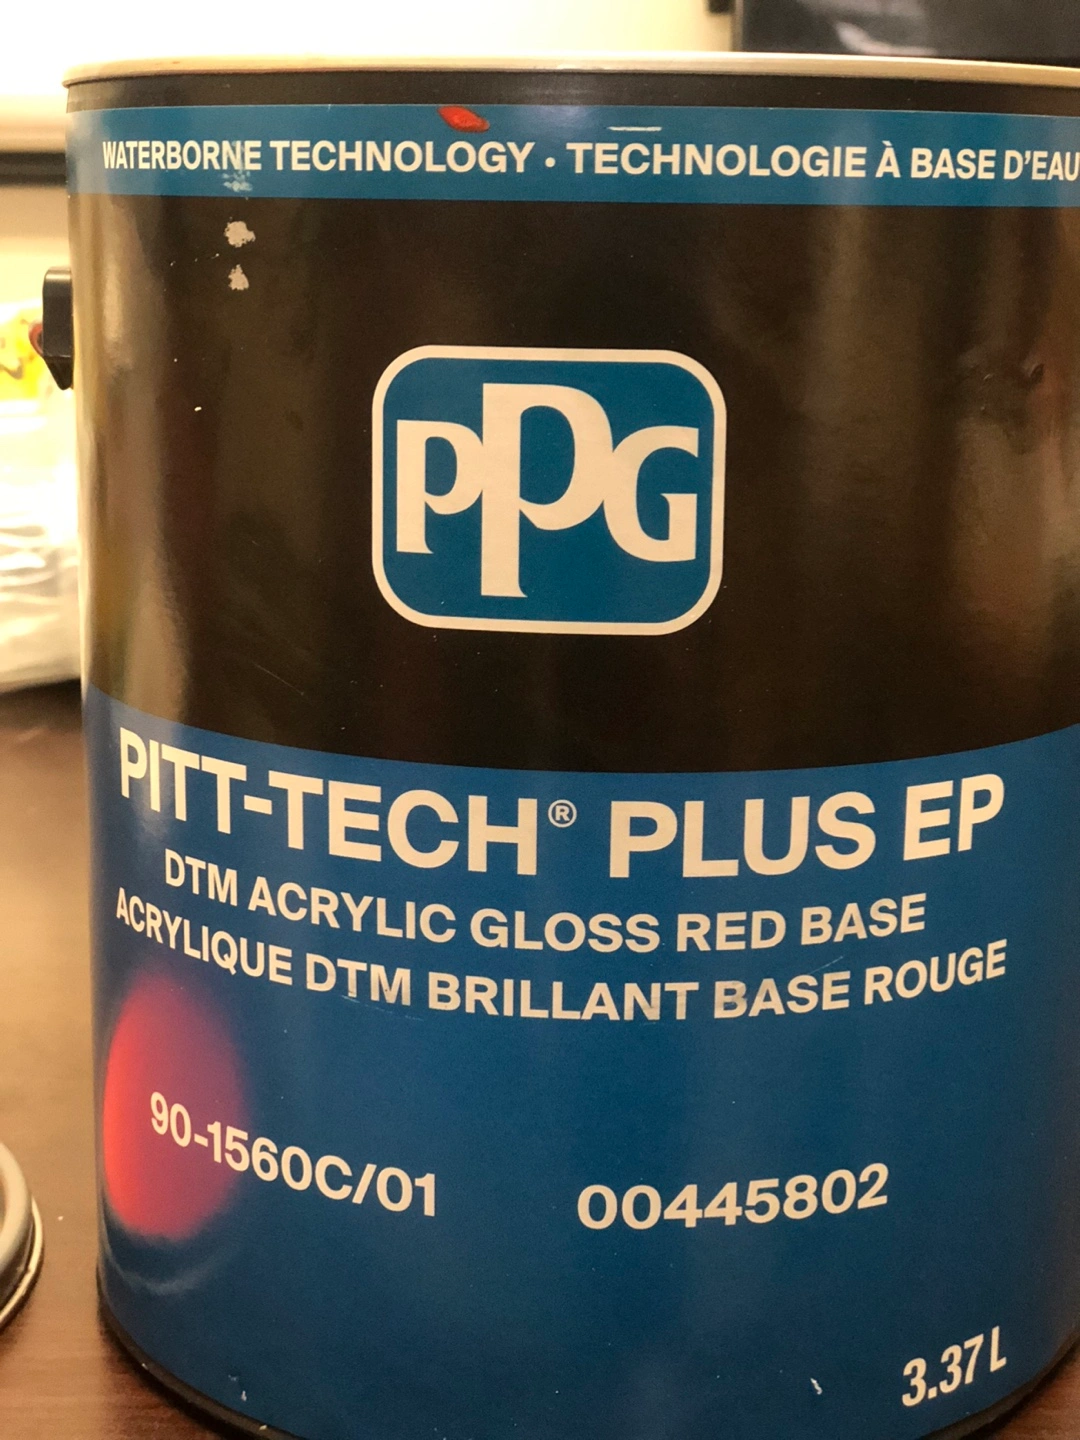 WATERBORNE TECHNOLOGY • TECHNOLOGIE À BASE D'EAU
PPG
PITT-TECH® PLUS EP
DTM ACRYLIC GLOSS RED BASE
ACRYLIQUE DTM BRILLANT BASE ROUGE
90-1560C/01 00445802
3.37L